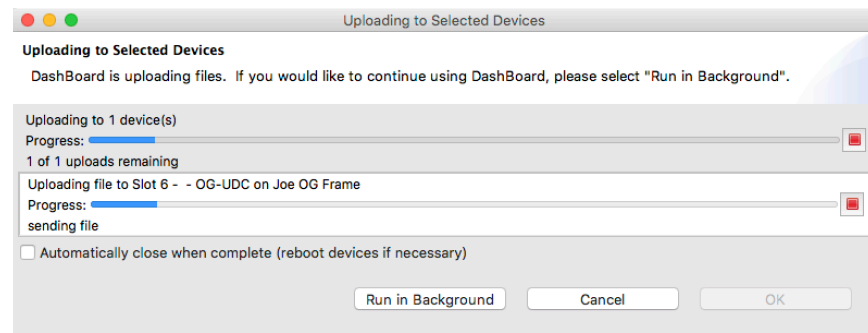 Uploading to Selected Devices
Uploading to Selected Devices
DashBoard is uploading files.  If you would like to continue using DashBoard, please select "Run in Background".
Uploading to 1 device(s)
Progress:
1 of 1 uploads remaining
Uploading file to Slot 6 -  - OG-UDC on Joe OG Frame
Progress:
sending file
Automatically close when complete (reboot devices if necessary)
Run in Background Cancel OK